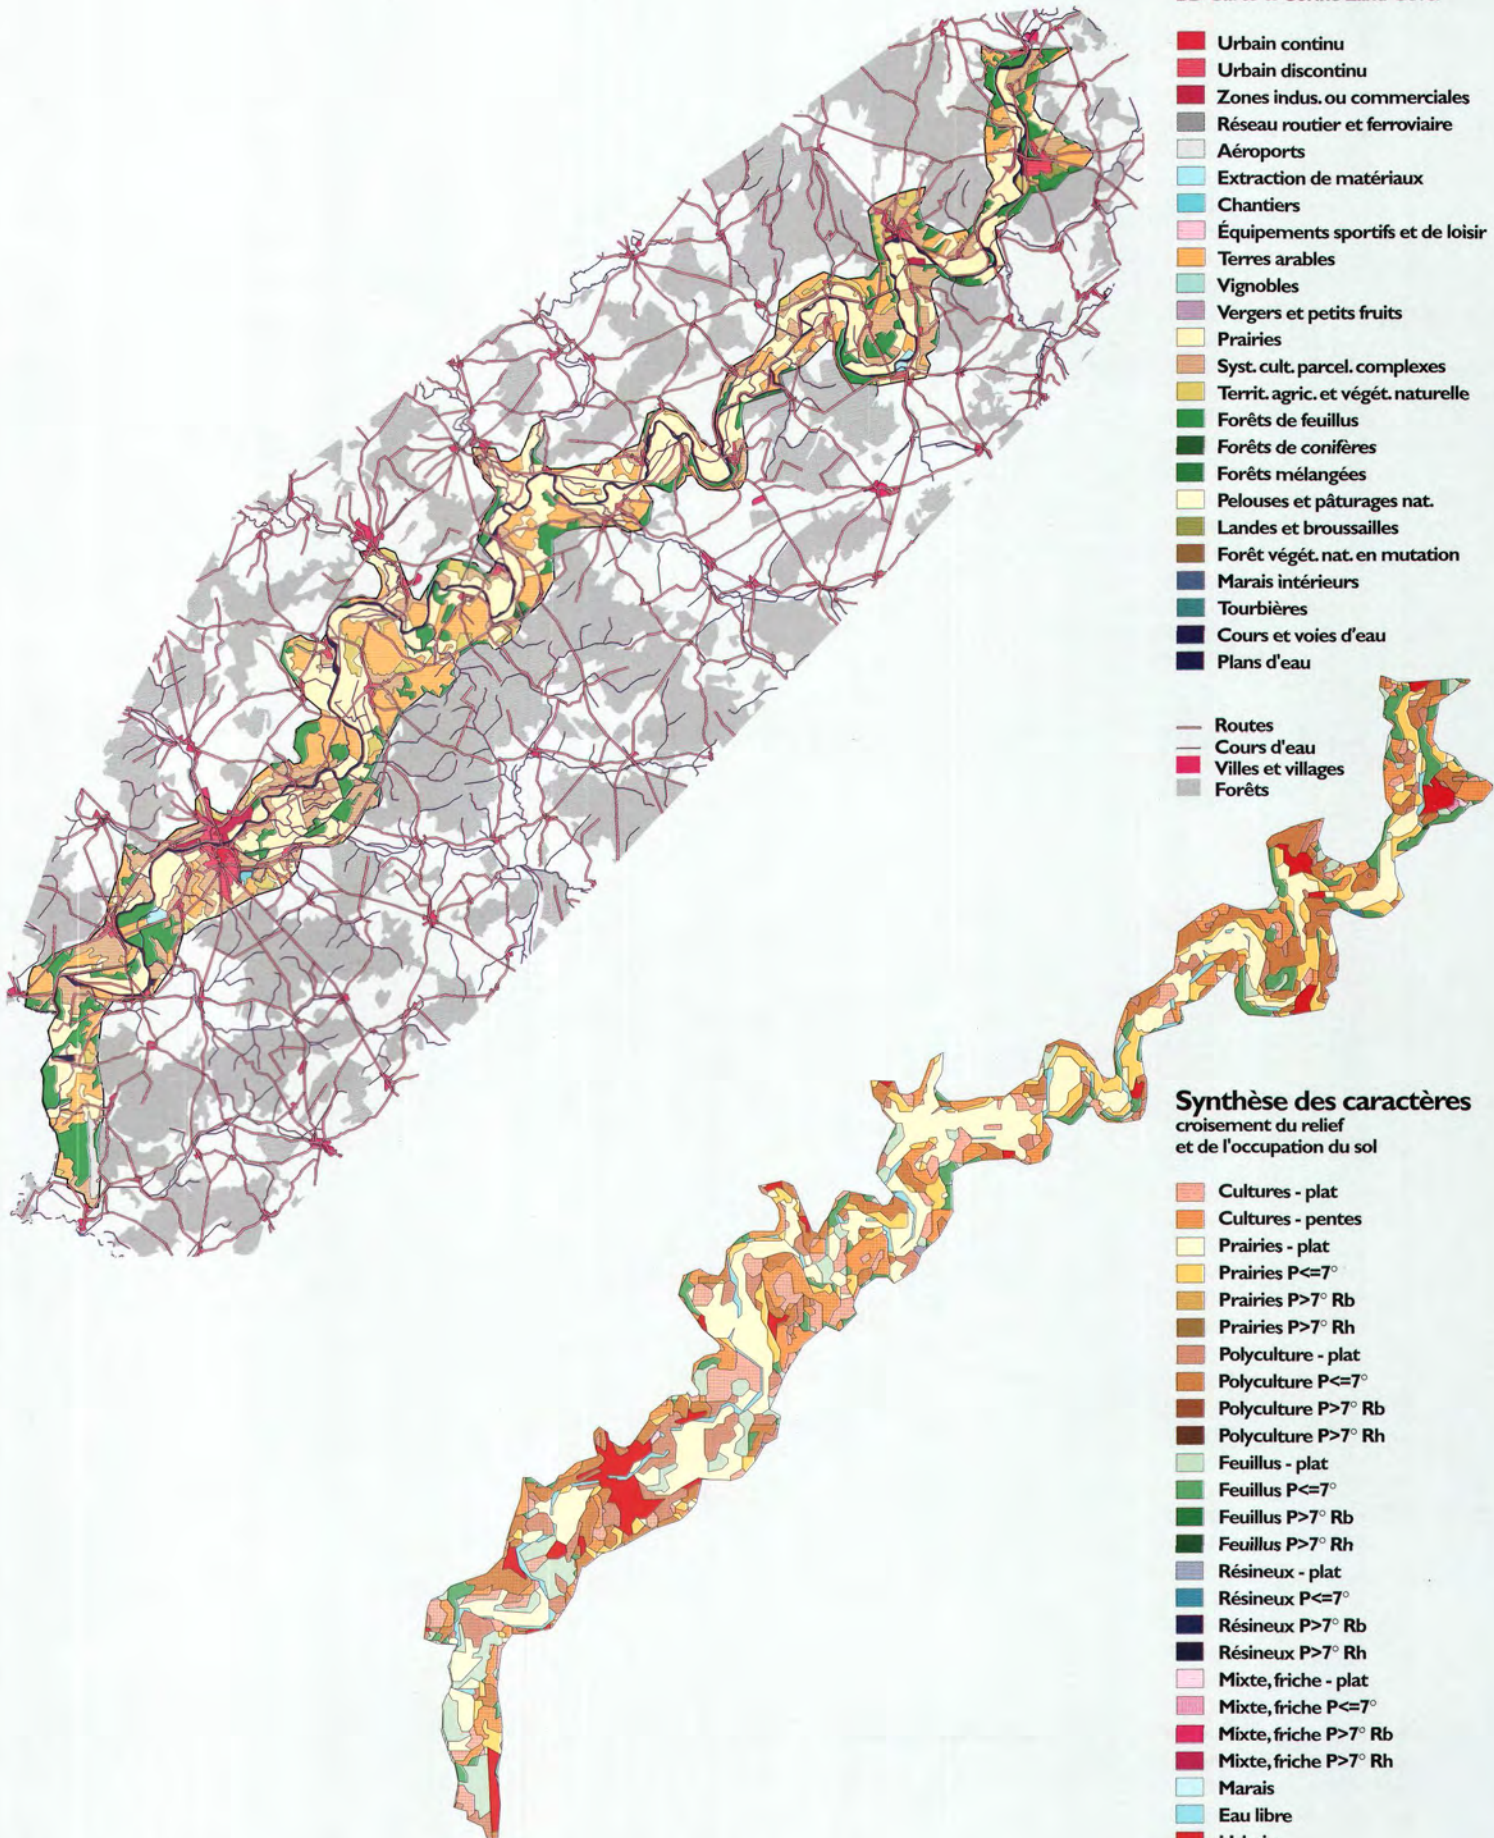 Urbain continu
Urbain discontinu
Zones indus. ou commerciales
Réseau routier et ferroviaire
Aéroports
Extraction de matériaux
Chantiers
Équipements sportifs et de loisir
Terres arables
Vignobles
Vergers et petits fruits
Prairies
Syst. cult. parcel. complexes
Territ. agric. et végét. naturelle
Forêts de feuillus
Forêts de conifères
Forêts mélangées
Pelouses et pâturages nat.
Landes et broussailles
Forêt végét. nat. en mutation
Marais intérieurs
Tourbières
Cours et voies d'eau
Plans d'eau
Routes
Cours d'eau
Villes et villages
Forêts
Synthèse des caractères
croisement du relief
et de l'occupation du sol
Cultures - plat
Cultures - pentes
Prairies - plat
Prairies P<=7°
Prairies P>7° Rb
Prairies P>7° Rh
Polyculture - plat
Polyculture P<=7°
Polyculture P>7° Rb
Polyculture P>7° Rh
Feuillus - plat
Feuillus P<=7°
Feuillus P>7° Rb
Feuillus P>7° Rh
Résineux - plat
Résineux P<=7°
Résineux P>7° Rb
Résineux P>7° Rh
Mixte, friche - plat
Mixte, friche P<=7°
Mixte, friche P>7° Rb
Mixte, friche P>7° Rh
Marais
Eau libre